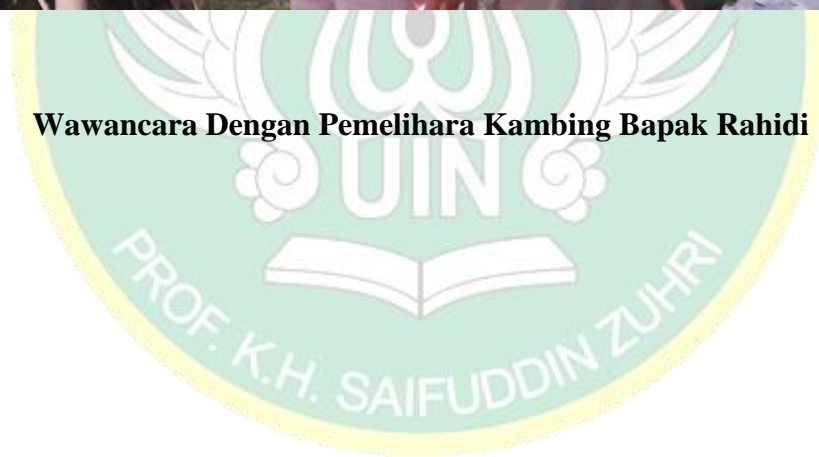 Wawancara Dengan Pemelihara Kambing Bapak Rahidi
UIN
PROF. K.H. SAIFUDDIN ZUHRI